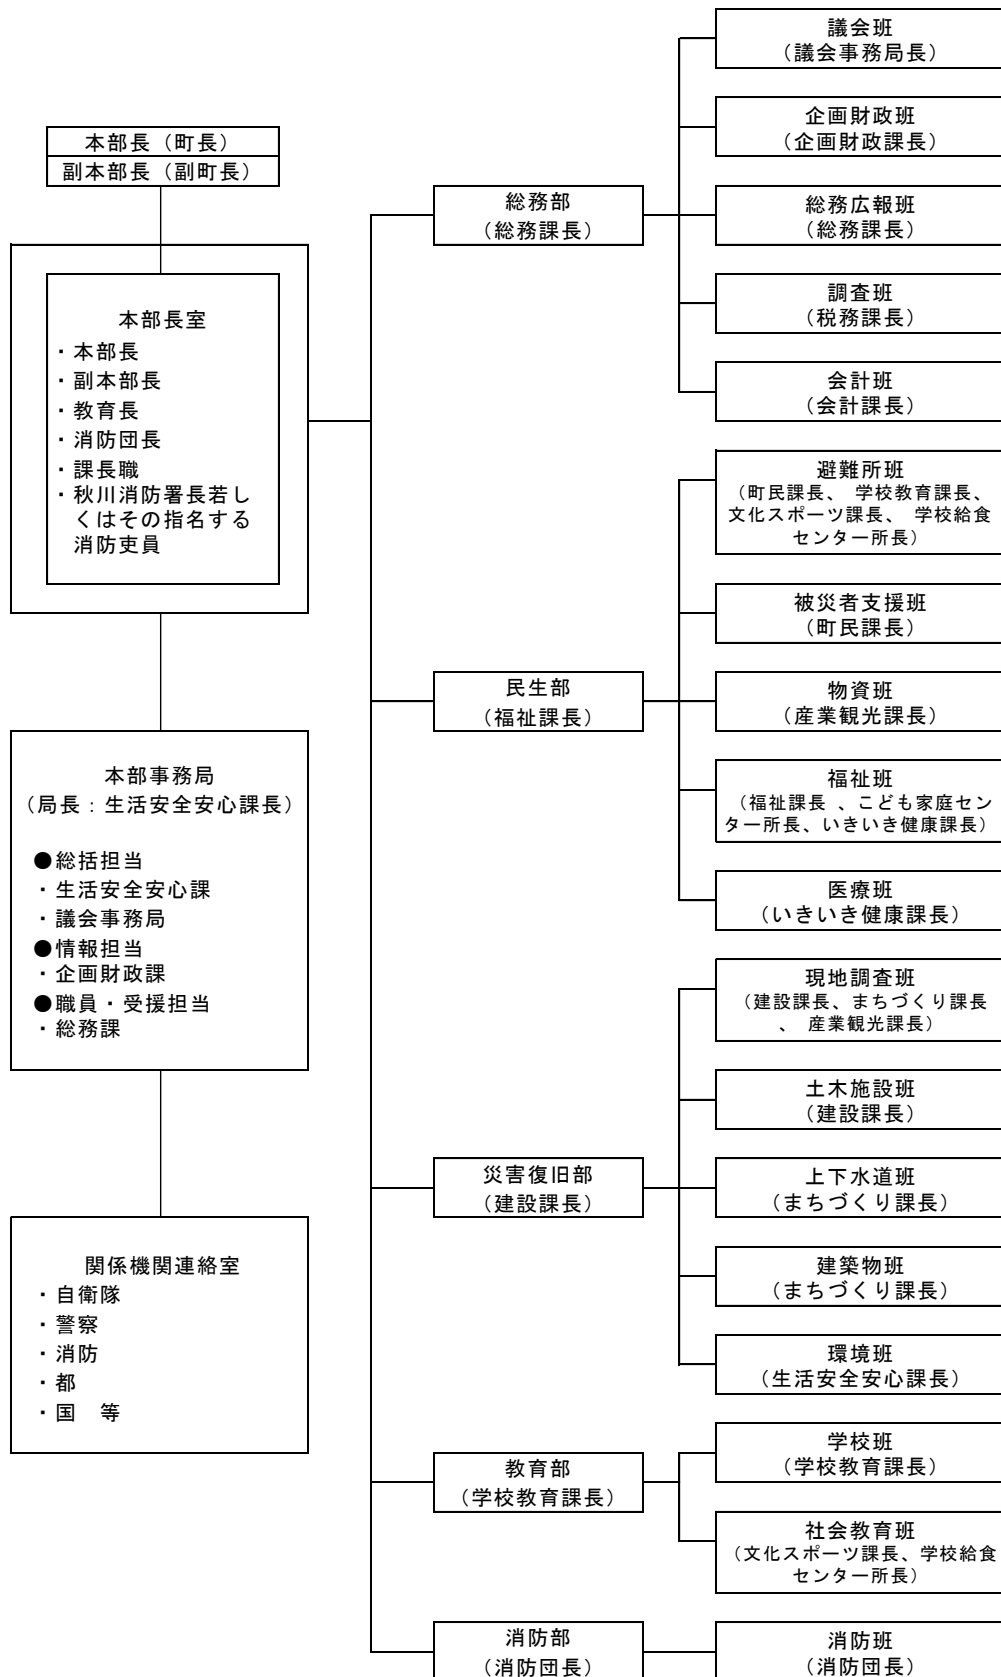 本部長（町長）
副本部長（副町長）
本部長室
・本部長
・副本部長
・教育長
・消防団長
・課長職
・秋川消防署長若し
くはその指名する
消防吏員
本部事務局
（局長：生活安全安心課長）
●総括担当
・生活安全安心課
・議会事務局
●情報担当
・企画財政課
●職員・受援担当
・総務課
関係機関連絡室
・自衛隊
・警察
・消防
・都
・国　等
総務部
（総務課長）
議会班
（議会事務局長）
企画財政班
（企画財政課長）
総務広報班
（総務課長）
調査班
（税務課長）
会計班
（会計課長）
民生部
（福祉課長）
避難所班
（町民課長、 学校教育課長、
文化スポーツ課長、 学校給食
センター所長）
被災者支援班
（町民課長）
物資班
（産業観光課長）
福祉班
（福祉課長 、こども家庭セン
ター所長、いきいき健康課長）
医療班
（いきいき健康課長）
災害復旧部
（建設課長）
現地調査班
（建設課長、まちづくり課長
、 産業観光課長）
土木施設班
（建設課長）
上下水道班
（まちづくり課長）
建築物班
（まちづくり課長）
環境班
（生活安全安心課長）
教育部
（学校教育課長）
学校班
（学校教育課長）
社会教育班
（文化スポーツ課長、学校給食
センター所長）
消防部
（消防団長）
消防班
（消防団長）